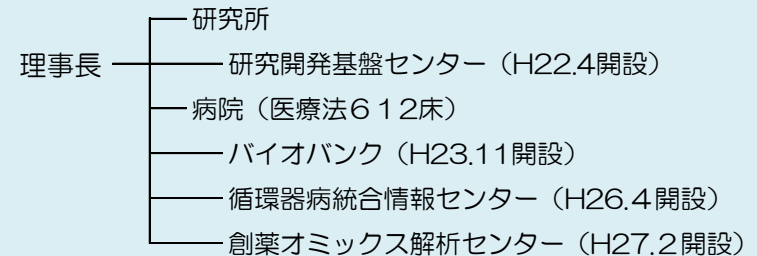 研究所
理事長
研究開発基盤センター（H22.4開設）
病院（医療法６１２床）
バイオバンク（H23.11開設）
循環器病統合情報センター（H26.4開設）
創薬オミックス解析センター（H27.2開設）